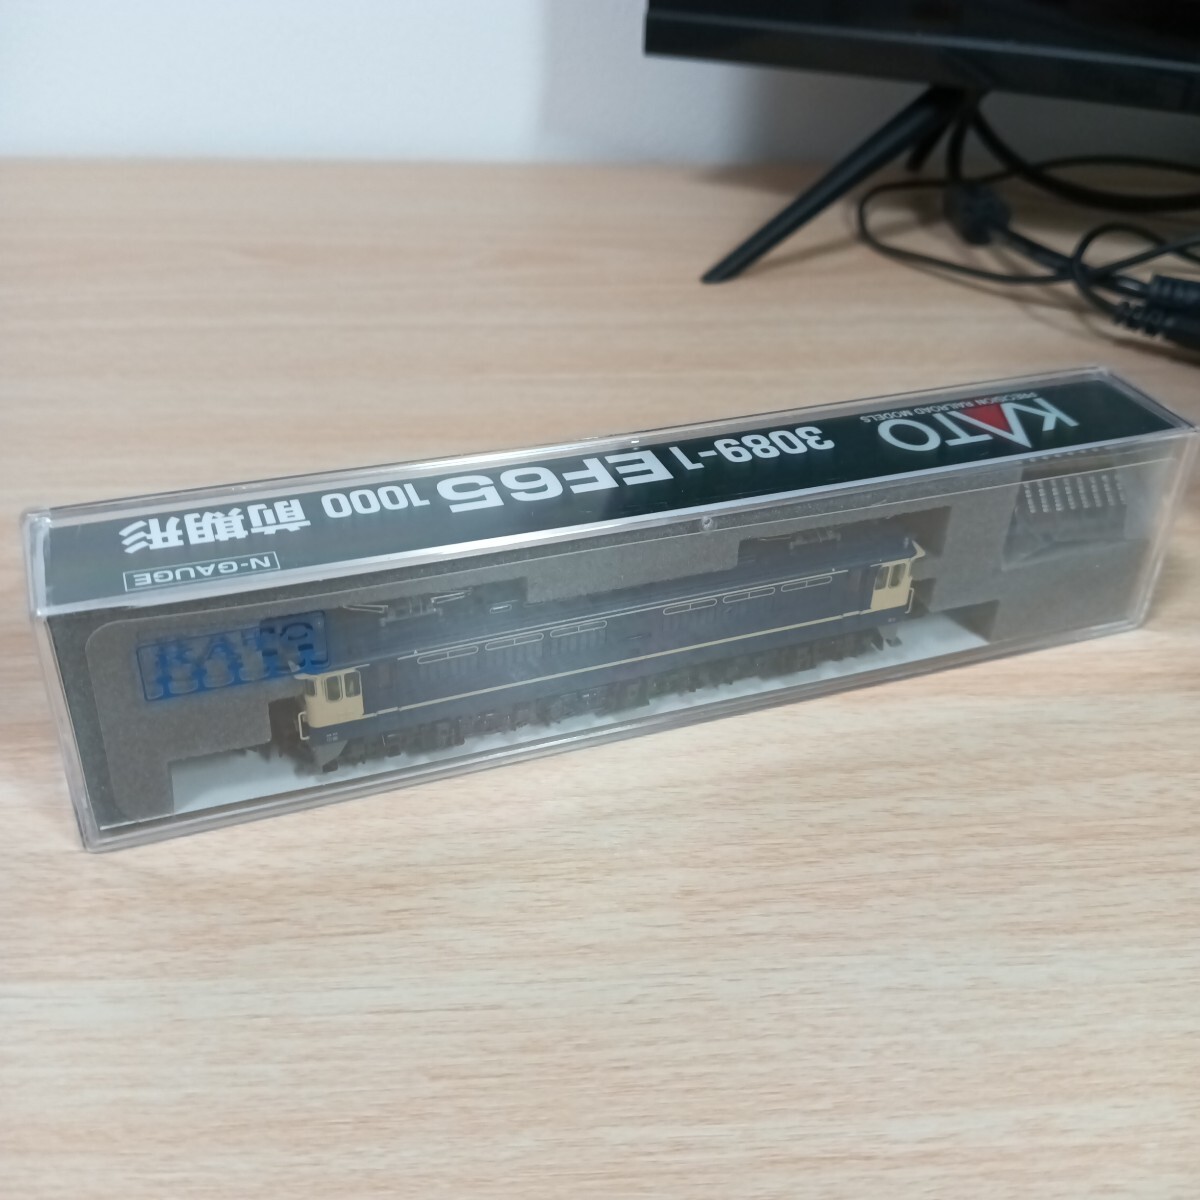 KATO
PRECISION RAILROAD MODELS
3089-1 EF65 1000 前期形
N-GAUGE
KATO